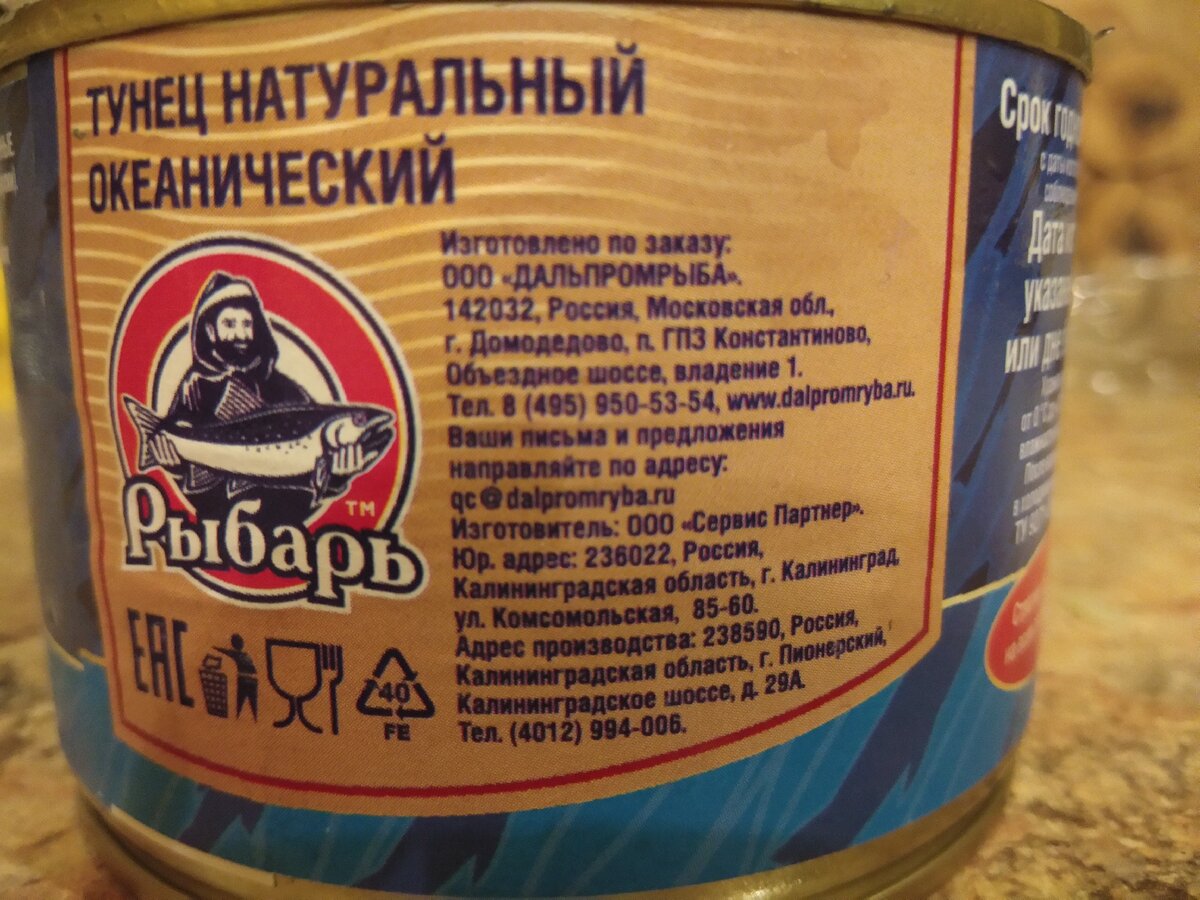 ТУНЕЦ НАТУРАЛЬНЫЙ
ОКЕАНИЧЕСКИЙ
Изготовлено по заказу:
ООО «ДАЛЬПРОМРЫБА».
142032, Россия, Московская обл,
г. Домодедово, п. ГПЗ Константиново,
Объездное шоссе, владение 1.
Тел. 8 (495) 950-53-54, www.dalpromryba.ru.
Ваши письма и предложения
направляйте по адресу:
qc@dalpromryba.ru
Изготовитель: ООО «Сервис Партнер».
Юр. адрес: 236022, Россия,
Калининградская область, г. Калининград,
ул. Комсомольская, 85-60.
Адрес производства: 238590, Россия,
Калининградская область, г. Пионерский,
Калининградское шоссе, д. 29А.
Тел. (4012) 994-006.
Рыбарь
TM
EAC
40
FE
Срок
Дата
или